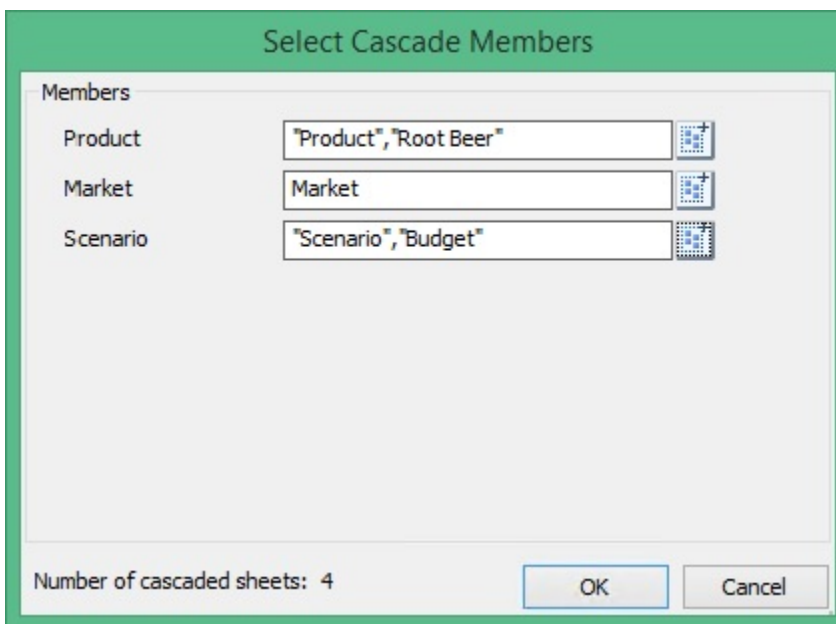 Select Cascade Members
Members
Product "Product","Root Beer"
Market Market
Scenario "Scenario","Budget"
Number of cascaded sheets: 4 OK Cancel